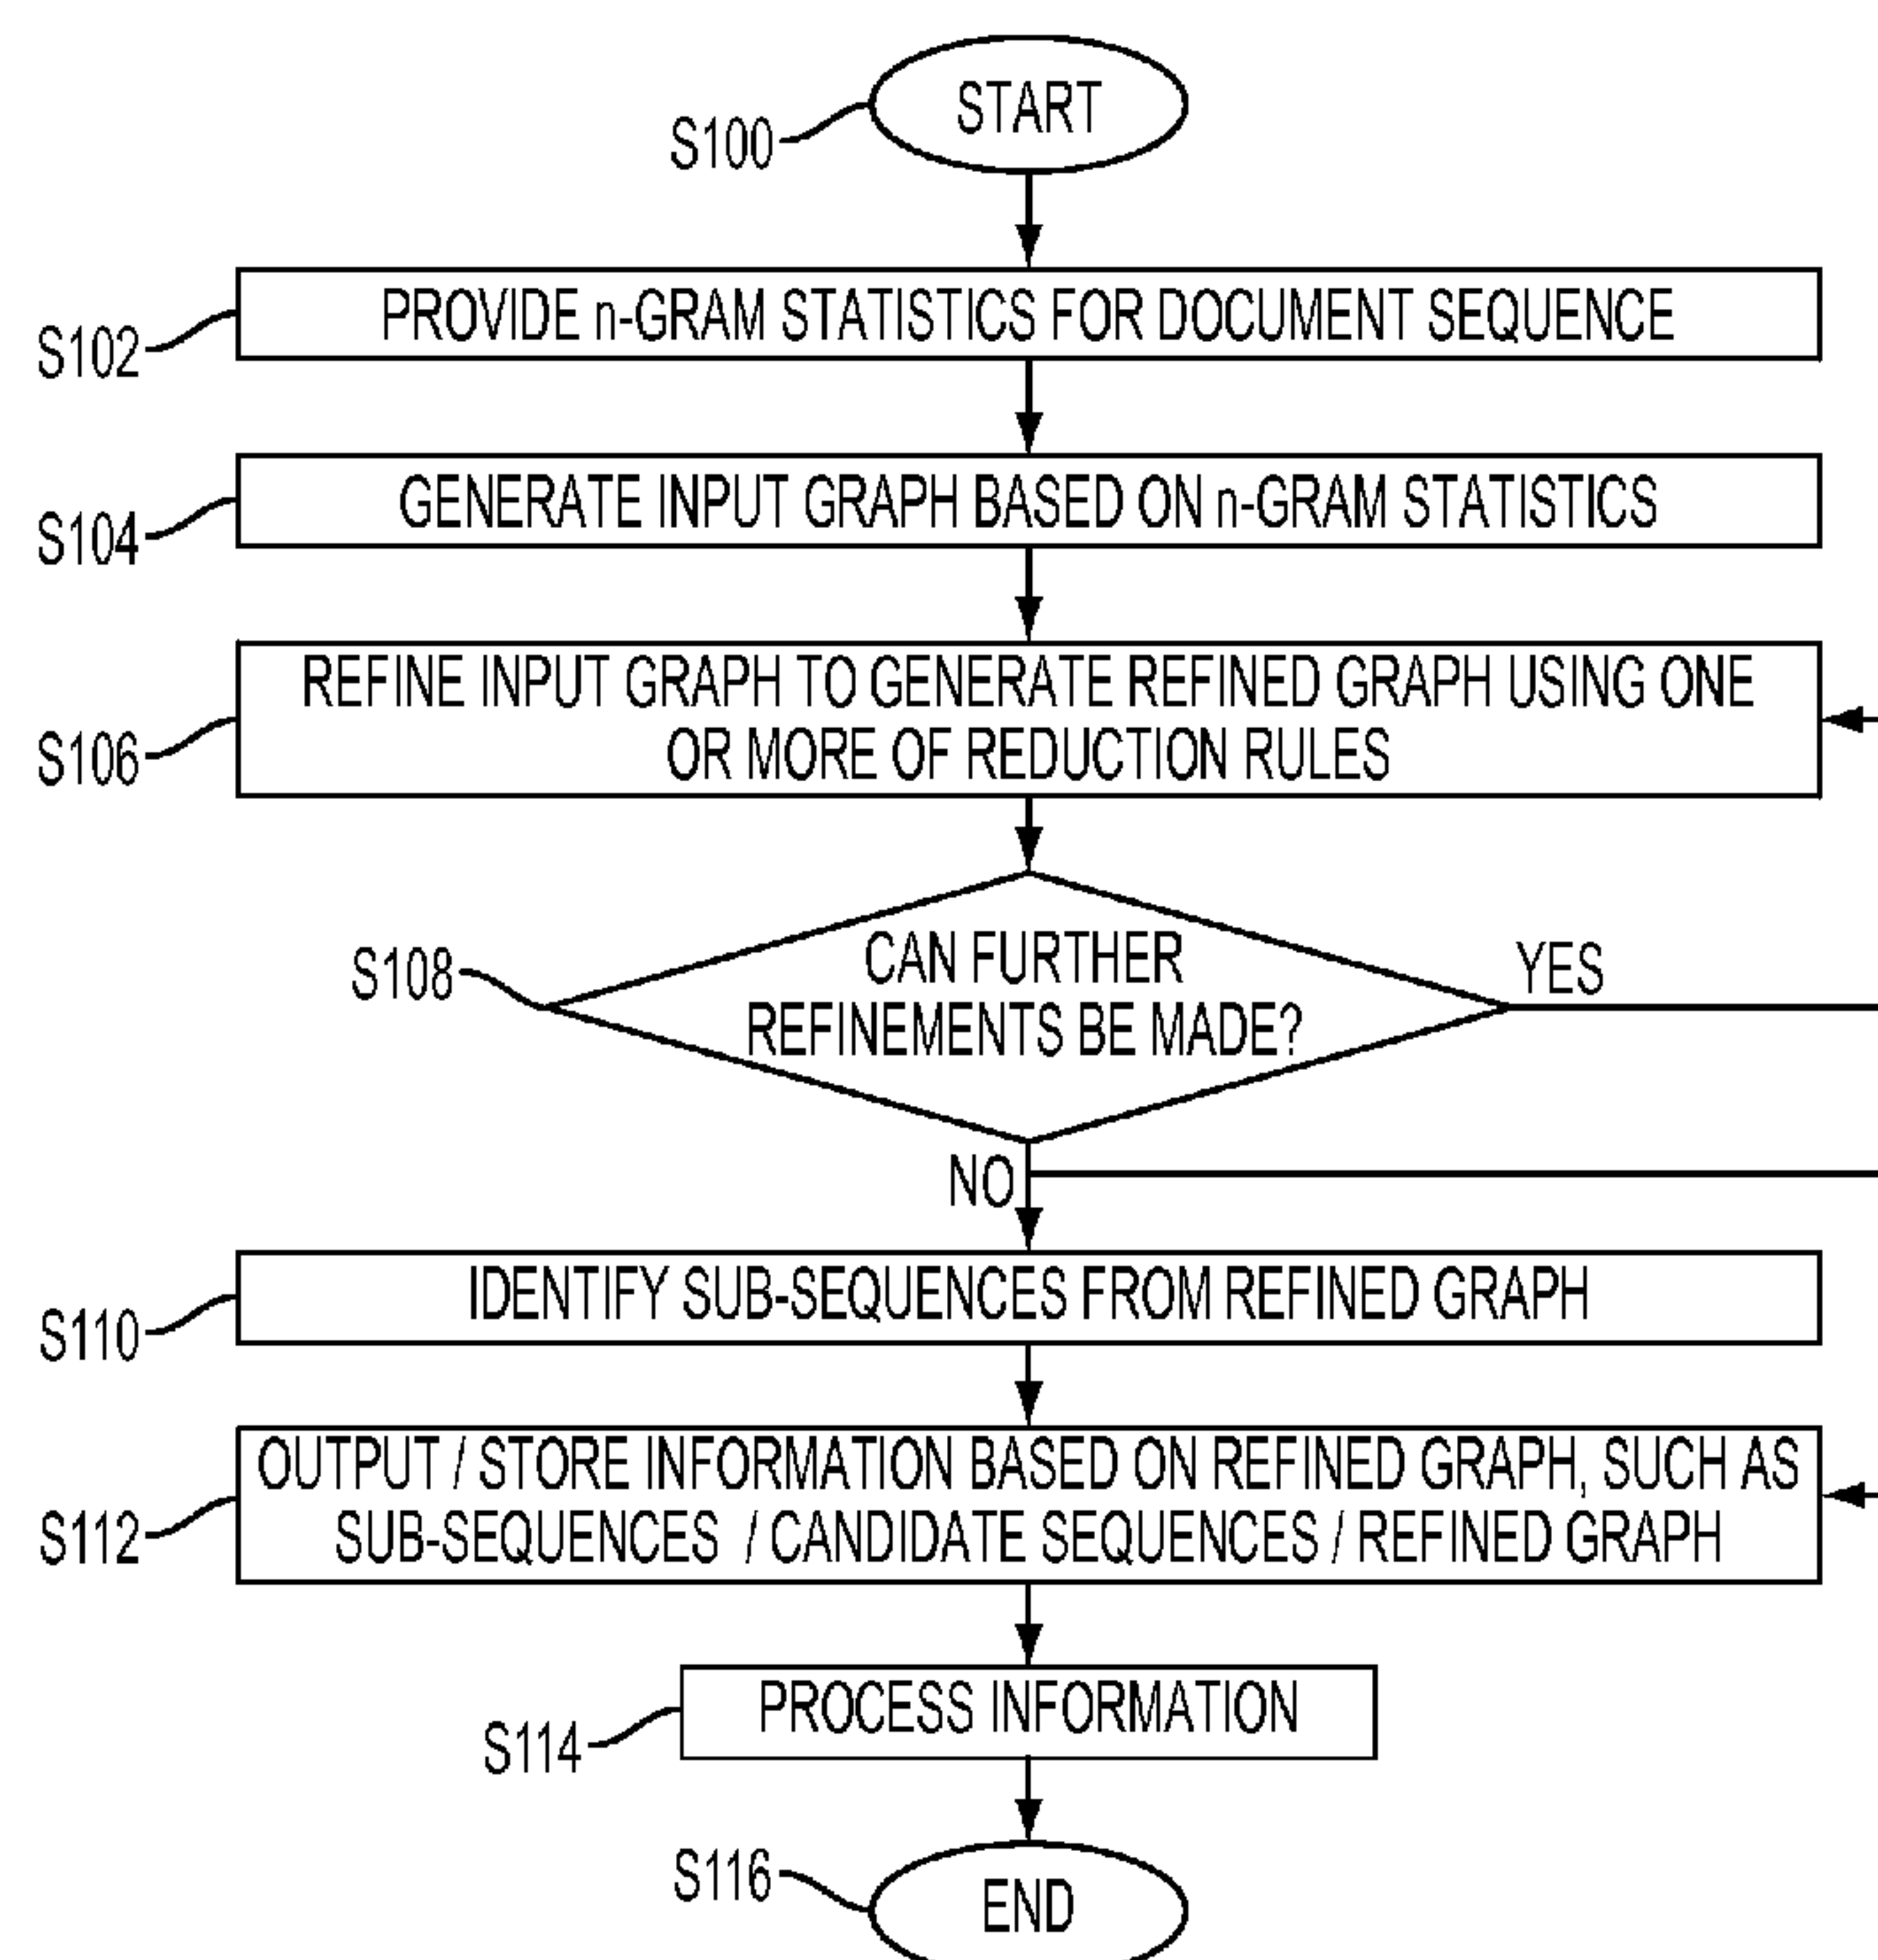 START
S100
PROVIDE n-GRAM STATISTICS FOR DOCUMENT SEQUENCE
S102
GENERATE INPUT GRAPH BASED ON n-GRAM STATISTICS
S104
REFINE INPUT GRAPH TO GENERATE REFINED GRAPH USING ONE
OR MORE OF REDUCTION RULES
S106
CAN FURTHER
REFINEMENTS BE MADE?
S108
YES
NO
IDENTIFY SUB-SEQUENCES FROM REFINED GRAPH
S110
OUTPUT / STORE INFORMATION BASED ON REFINED GRAPH, SUCH AS
SUB-SEQUENCES / CANDIDATE SEQUENCES / REFINED GRAPH
S112
PROCESS INFORMATION
S114
S116
END